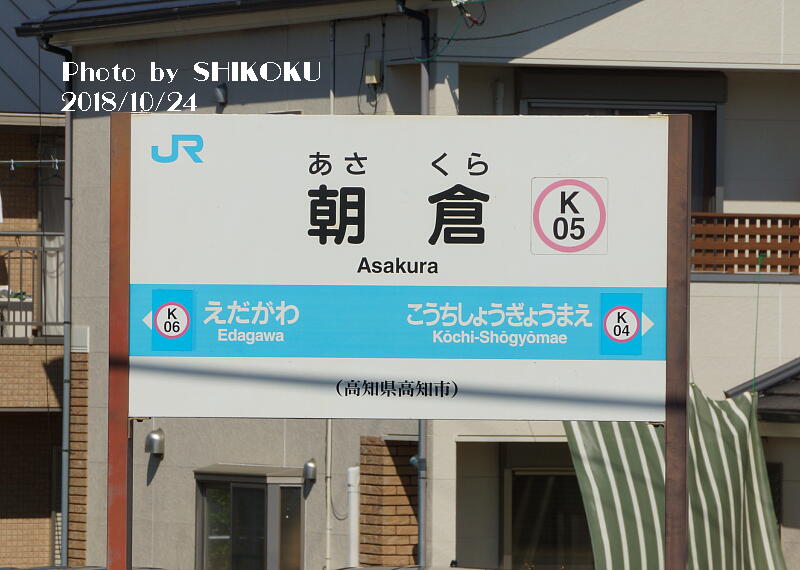 Photo by SHIKOKU
2018/10/24
JR
あさ くら
朝 倉
K
05
Asakura
K
06
えだがわ
Edagawa
こうちしょうぎょうまえ
Kōchi-Shōgyōmae
K
04
(高知県高知市)